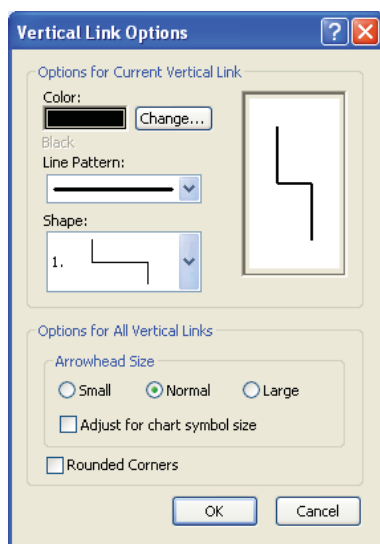 Vertical Link Options
Options for Current Vertical Link
Color:
Change...
Black
Line Pattern:
Shape:
1.
Options for All Vertical Links
Arrowhead Size
Small Normal Large
Adjust for chart symbol size
Rounded Corners
OK Cancel